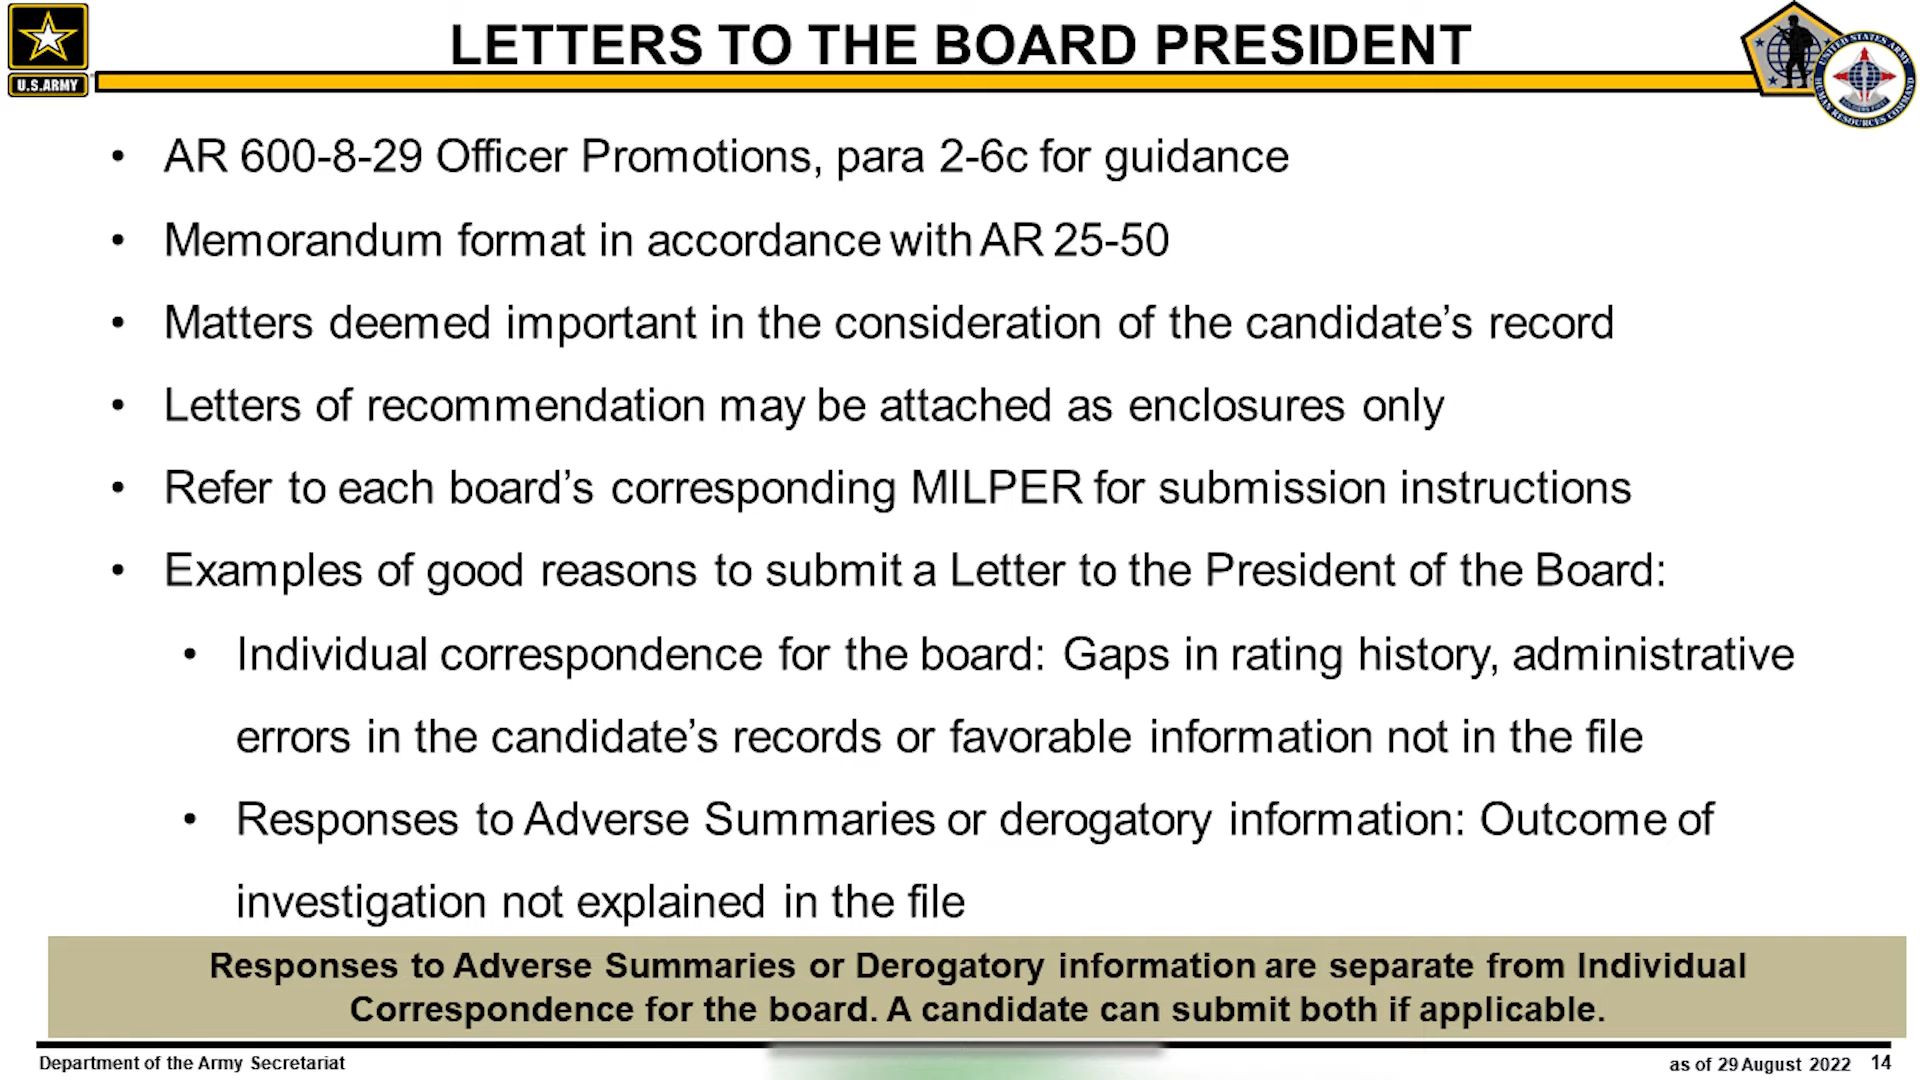 LETTERS TO THE BOARD PRESIDENT
U.S.ARMY
UNITED STATES ARMY
HUMAN RESOURCES COMMAND
• AR 600-8-29 Officer Promotions, para 2-6c for guidance
• Memorandum format in accordance with AR 25-50
• Matters deemed important in the consideration of the candidate’s record
• Letters of recommendation may be attached as enclosures only
• Refer to each board’s corresponding MILPER for submission instructions
• Examples of good reasons to submit a Letter to the President of the Board:
• Individual correspondence for the board: Gaps in rating history, administrative
errors in the candidate’s records or favorable information not in the file
• Responses to Adverse Summaries or derogatory information: Outcome of
investigation not explained in the file
Responses to Adverse Summaries or Derogatory information are separate from Individual
Correspondence for the board. A candidate can submit both if applicable.
Department of the Army Secretariat
as of 29 August 2022 14